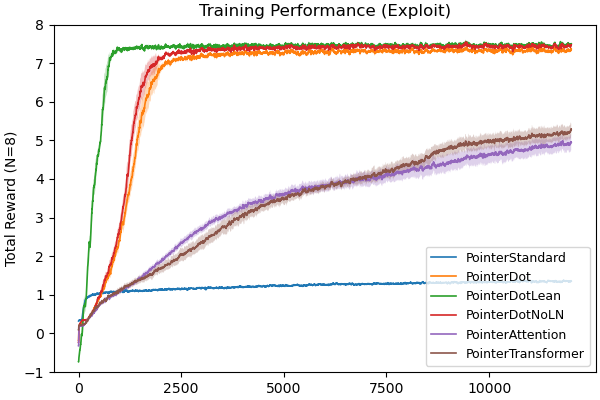 Training Performance (Exploit)
Total Reward (N=8)
8
7
6
5
4
3
2
1
0
−1
0
2500
5000
7500
10000
PointerStandard
PointerDot
PointerDotLean
PointerDotNoLN
PointerAttention
PointerTransformer